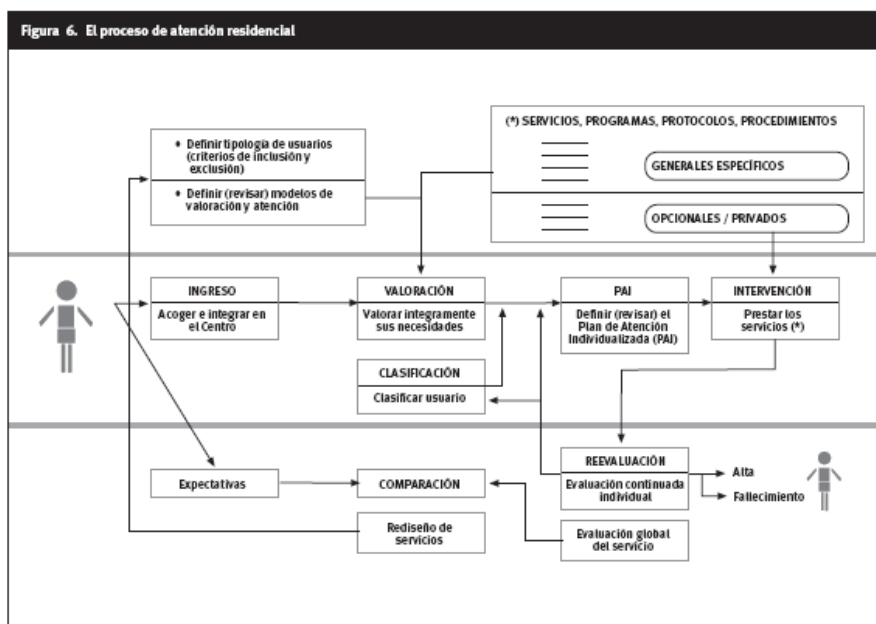 Figura 6. El proceso de atención residencial
• Definir tipología de usuarios
(criterios de inclusión y
exclusión)
• Definir (revisar) modelos de
valoración y atención
(*) SERVICIOS, PROGRAMAS, PROTOCOLOS, PROCEDIMIENTOS
GENERALES ESPECÍFICOS
OPCIONALES / PRIVADOS
INGRESO
Acoger e integrar en
el Centro
VALORACIÓN
Valorar íntegramente
sus necesidades
PAI
Definir (revisar) el
Plan de Atención
Individualizada (PAI)
INTERVENCIÓN
Prestar los
servicios (*)
CLASIFICACIÓN
Clasificar usuario
Expectativas
COMPARACIÓN
REEVALUACIÓN
Evaluación continuada
individual
Alta
Fallecimiento
Rediseño de
servicios
Evaluación global
del servicio